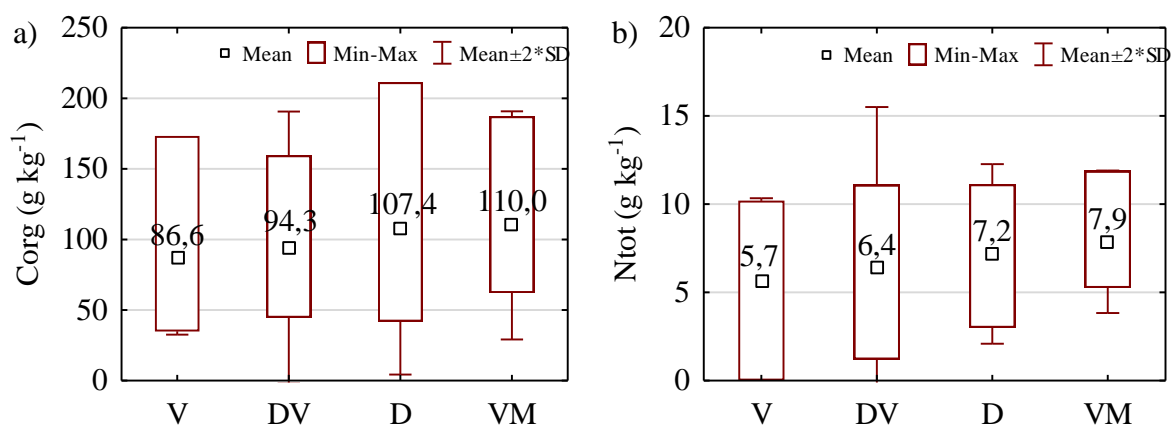 a)
Corg (g kg⁻¹)
250
200
150
100
50
0
Mean Min-Max Mean±2*SD
86,6
94,3
107,4
110,0
V DV D VM
b)
Ntot (g kg⁻¹)
20
15
10
5
0
Mean Min-Max Mean±2*SD
5,7
6,4
7,2
7,9
V DV D VM